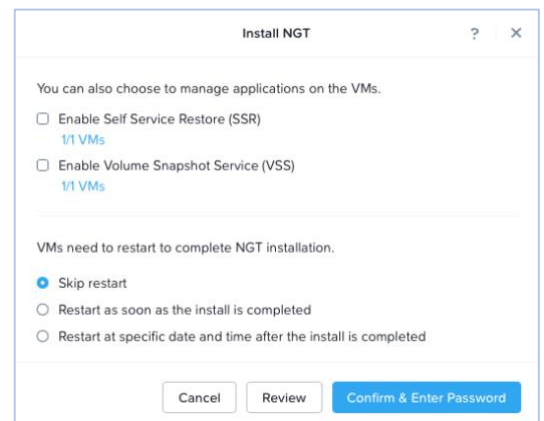 Install NGT ? ×
You can also choose to manage applications on the VMs.
Enable Self Service Restore (SSR)
1/1 VMs
Enable Volume Snapshot Service (VSS)
1/1 VMs
VMs need to restart to complete NGT installation.
Skip restart
Restart as soon as the install is completed
Restart at specific date and time after the install is completed
Cancel Review Confirm & Enter Password